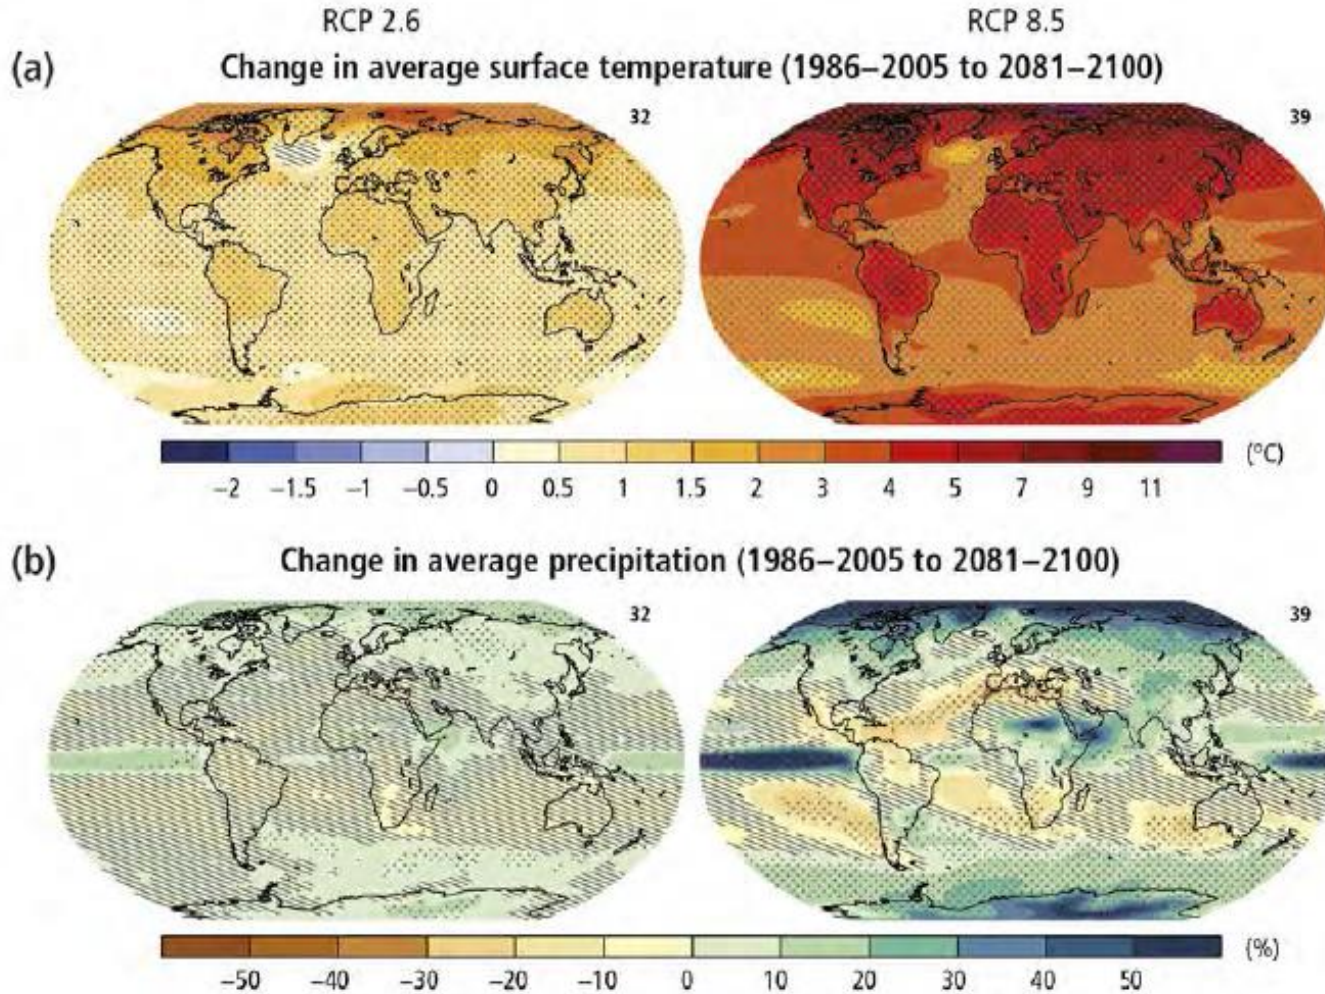 RCP 2.6 RCP 8.5
(a) Change in average surface temperature (1986–2005 to 2081–2100)
32 39
(°C)
−2 −1.5 −1 −0.5 0 0.5 1 1.5 2 3 4 5 7 9 11
(b) Change in average precipitation (1986–2005 to 2081–2100)
32 39
(%)
−50 −40 −30 −20 −10 0 10 20 30 40 50